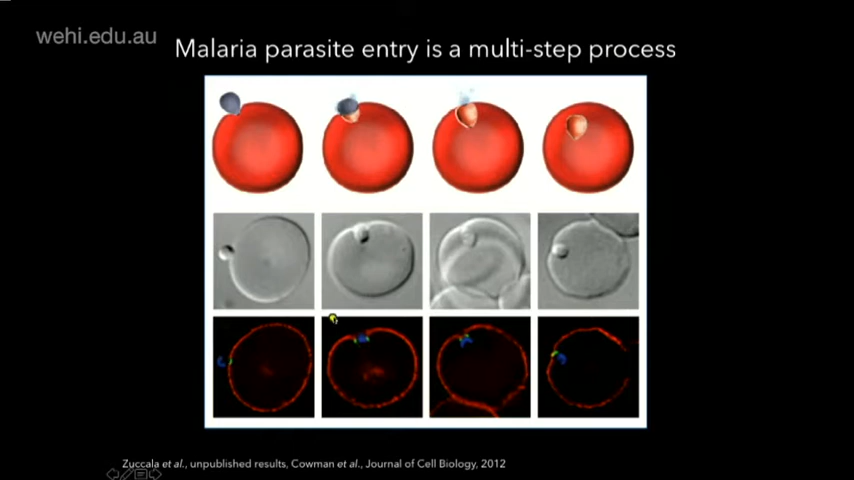 wehi.edu.au
Malaria parasite entry is a multi-step process
Zuccala et al., unpublished results, Cowman et al., Journal of Cell Biology, 2012